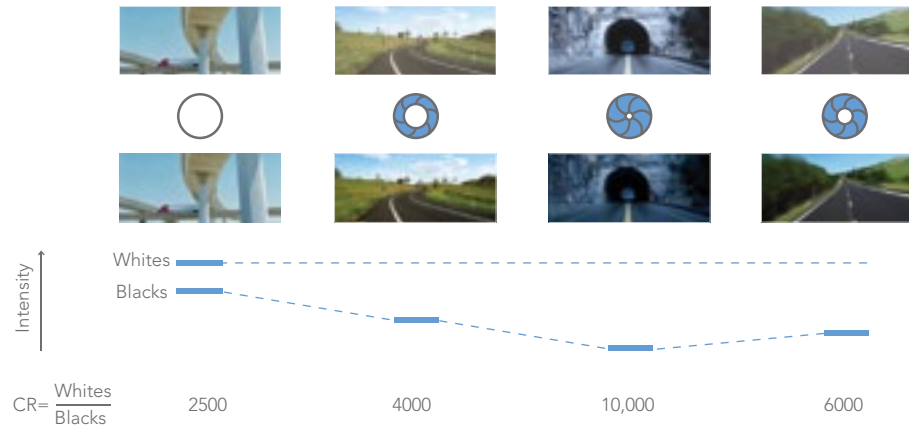 Whites
Blacks
Intensity
CR= Whites
Blacks
2500
4000
10,000
6000